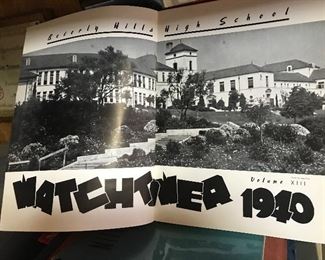 Beverly Hills High School
Volume XIII
WATCHTOWER 1940